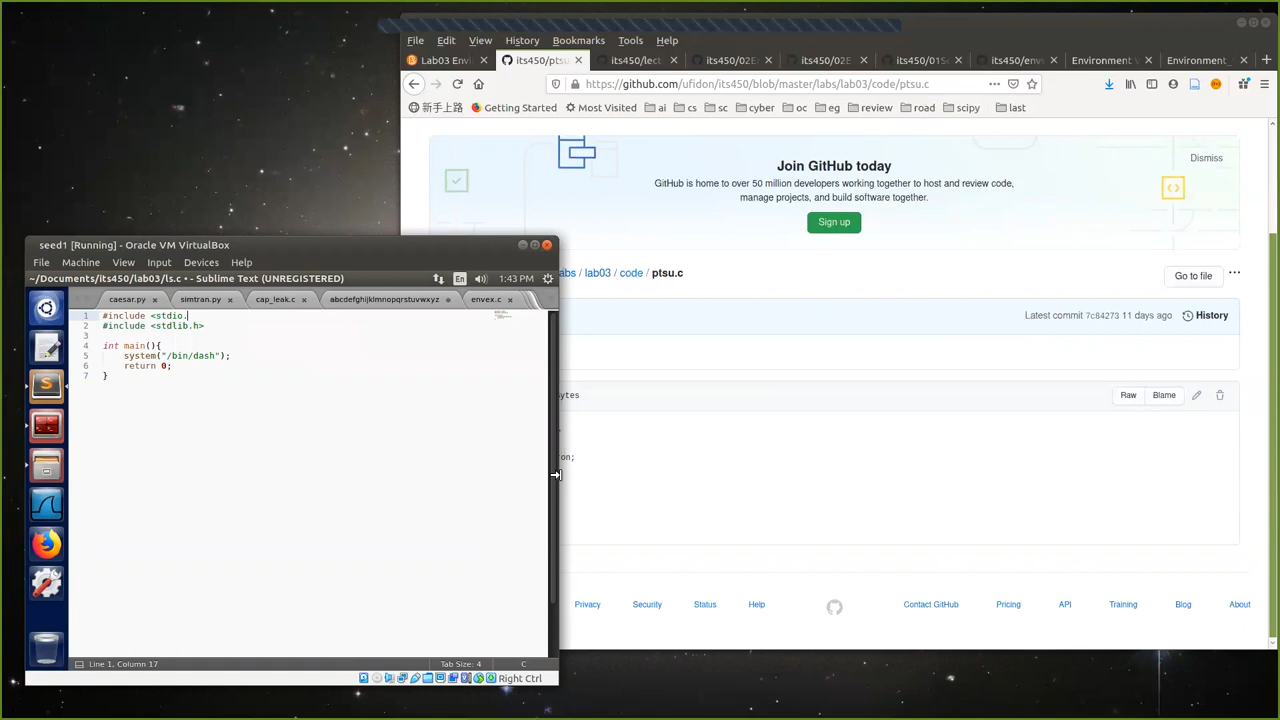 File Edit View History Bookmarks Tools Help
Lab03 Envi
its450/ptsu.
its450/lect
its450/02E
its450/02E
its450/01S
its450/env
Environment_v
Environment_
https://github.com/ufidon/its450/blob/master/labs/lab03/code/ptsu.c
新手上路 Getting Started Most Visited ai cs sc cyber oc eg review road scipy last
Join GitHub today
Dismiss
GitHub is home to over 50 million developers working together to host and review code,
manage projects, and build software together.
Sign up
abs / lab03 / code / ptsu.c
Go to file
Latest commit 7c84273 11 days ago History
ytes
Raw Blame
on;
Privacy Security Status Help Contact GitHub Pricing API Training Blog About
seed1 [Running] - Oracle VM VirtualBox
File Machine View Input Devices Help
~/Documents/its450/lab03/ls.c • - Sublime Text (UNREGISTERED)
En 1:43 PM
caesar.py simtran.py cap_leak.c abcdefghijklmnopqrstuvwxyz envex.c
1 #include <stdio.
2 #include <stdlib.h>
3
4 int main(){
5 system("/bin/dash");
6 return 0;
7 }
Line 1, Column 17 Tab Size: 4 C
Right Ctrl